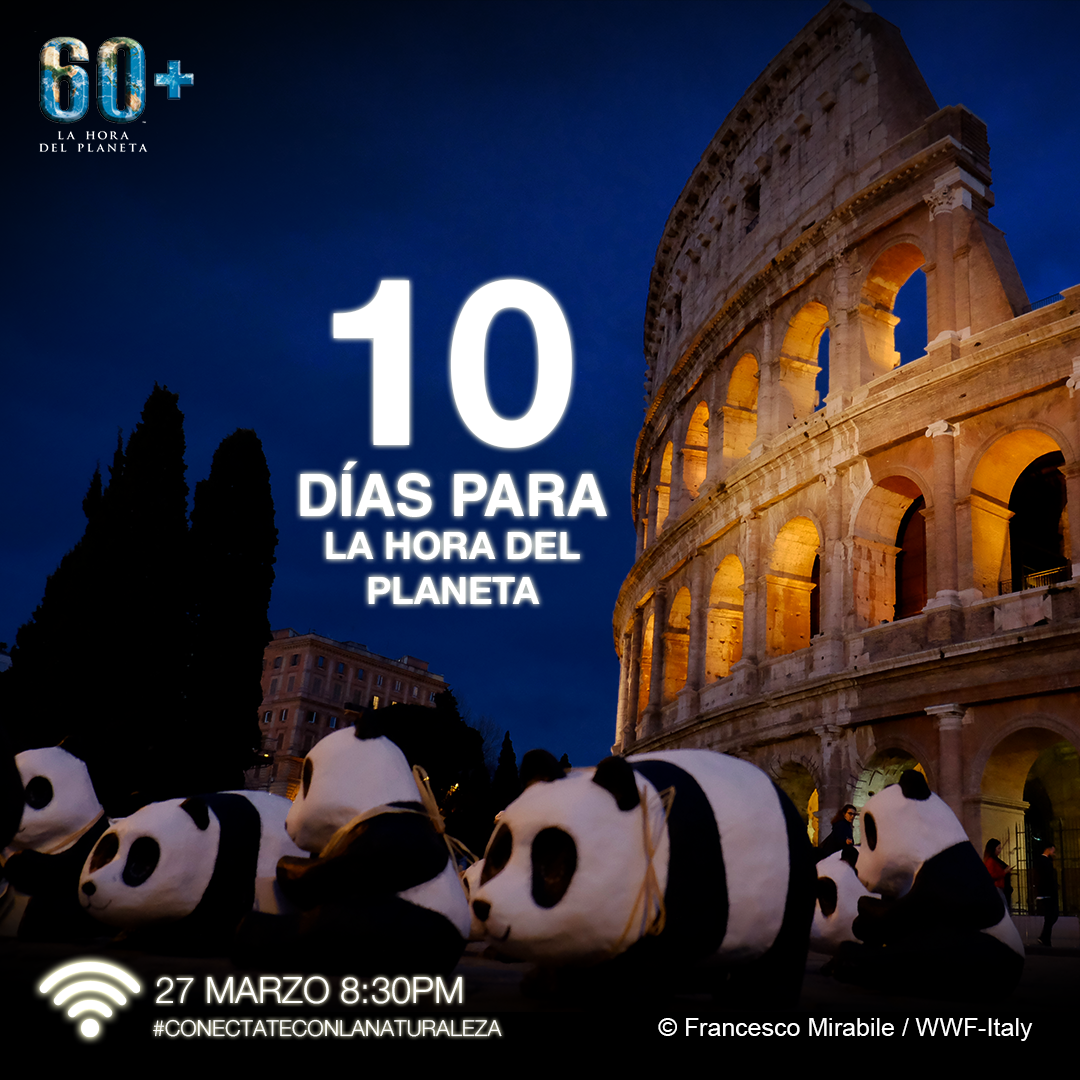 60+
LA HORA
DEL PLANETA
10
DÍAS PARA
LA HORA DEL
PLANETA
27 MARZO 8:30PM
#CONECTATECONLANATURALEZA
© Francesco Mirabile / WWF-Italy